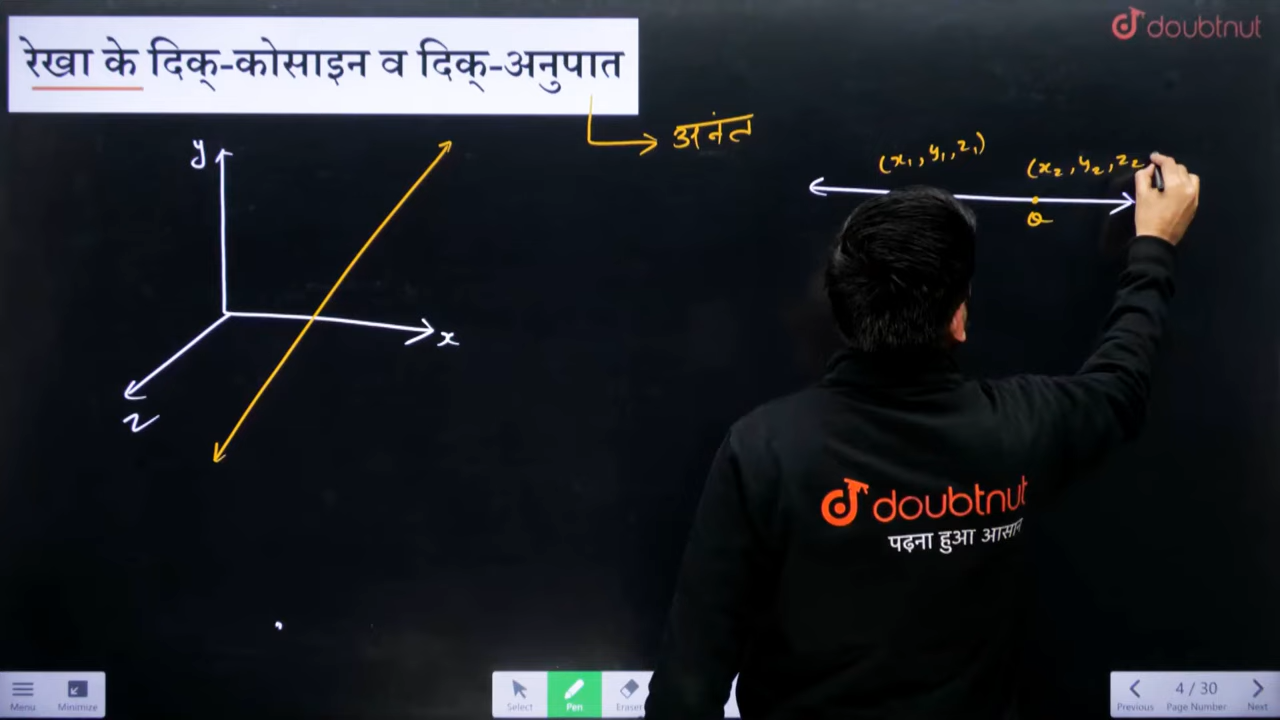 doubtnut
रेखा के दिक्-कोसाइन व दिक्-अनुपात
अनंत
y
x
z
(x₁, y₁, z₁)
(x₂, y₂, z₂
Q
doubtnut
पढ़ना हुआ आसान
Menu
Minimize
Select
Pen
Eraser
Previous
4 / 30
Page Number
Next